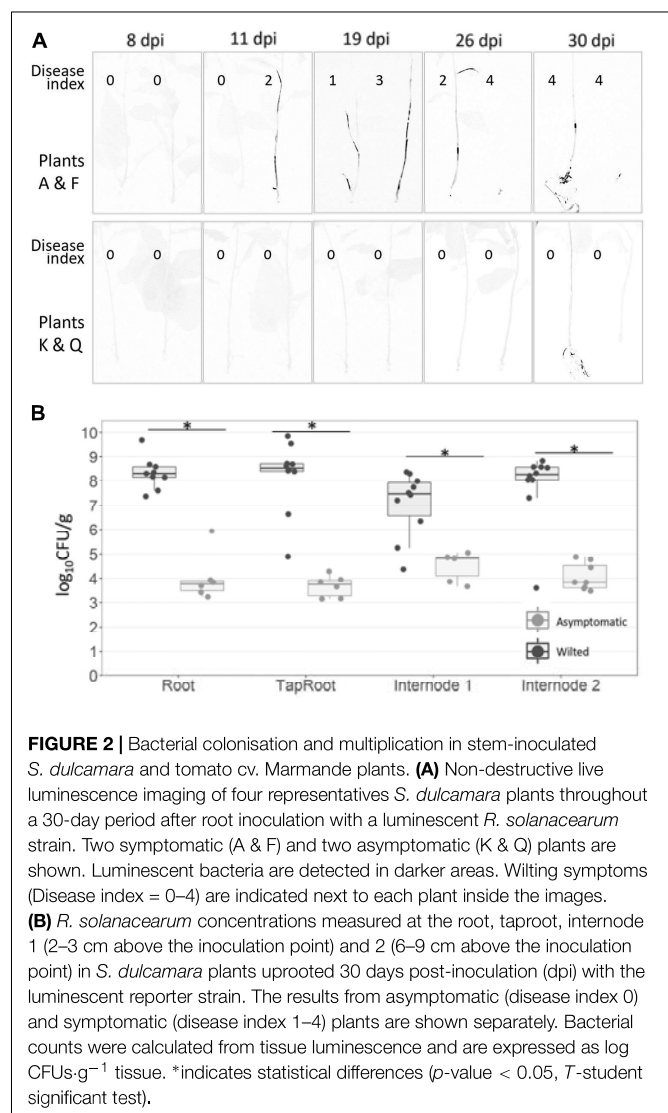 A
8 dpi 11 dpi 19 dpi 26 dpi 30 dpi
Disease index 0 0 0 2 1 3 2 4 4 4
Plants
A & F
Disease index 0 0 0 0 0 0 0 0 0 0
Plants
K & Q
B
log10CFU/g
10
9
8
7
6
5
4
3
2
1
0
* * * *
Asymptomatic
Wilted
Root TapRoot Internode 1 Internode 2
FIGURE 2 | Bacterial colonisation and multiplication in stem-inoculated
S. dulcamara and tomato cv. Marmande plants. (A) Non-destructive live
luminescence imaging of four representatives S. dulcamara plants throughout
a 30-day period after root inoculation with a luminescent R. solanacearum
strain. Two symptomatic (A & F) and two asymptomatic (K & Q) plants are
shown. Luminescent bacteria are detected in darker areas. Wilting symptoms
(Disease index = 0–4) are indicated next to each plant inside the images.
(B) R. solanacearum concentrations measured at the root, taproot, internode
1 (2–3 cm above the inoculation point) and 2 (6–9 cm above the inoculation
point) in S. dulcamara plants uprooted 30 days post-inoculation (dpi) with the
luminescent reporter strain. The results from asymptomatic (disease index 0)
and symptomatic (disease index 1–4) plants are shown separately. Bacterial
counts were calculated from tissue luminescence and are expressed as log
CFUs·g−1 tissue. *indicates statistical differences (p-value < 0.05, T-student
significant test).